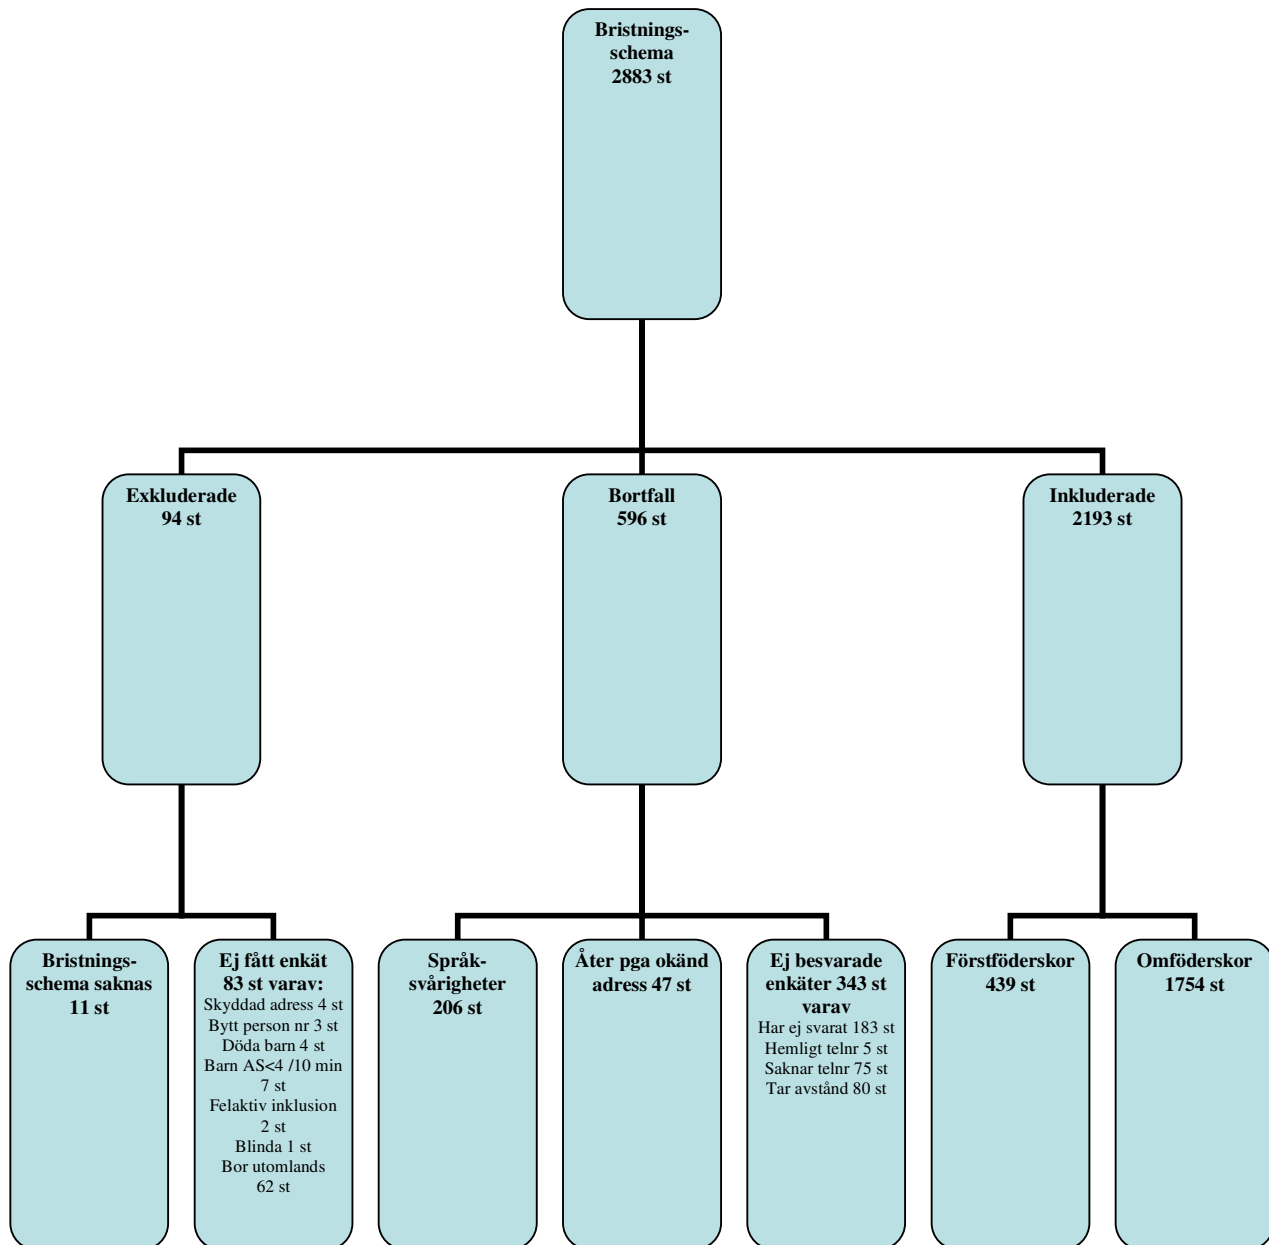 Bristnings-
schema
2883 st
Exkluderade
94 st
Bortfall
596 st
Inkluderade
2193 st
Bristnings-
schema saknas
11 st
Ej fått enkät
83 st varav:
Skyddad adress 4 st
Bytt person nr 3 st
Döda barn 4 st
Barn AS<4 /10 min
7 st
Felaktiv inklusion
2 st
Blinda 1 st
Bor utomlands
62 st
Språk-
svårigheter
206 st
Åter pga okänd
adress 47 st
Ej besvarade
enkäter 343 st
varav
Har ej svarat 183 st
Hemligt telnr 5 st
Saknar telnr 75 st
Tar avstånd 80 st
Förstföderskor
439 st
Omföderskor
1754 st